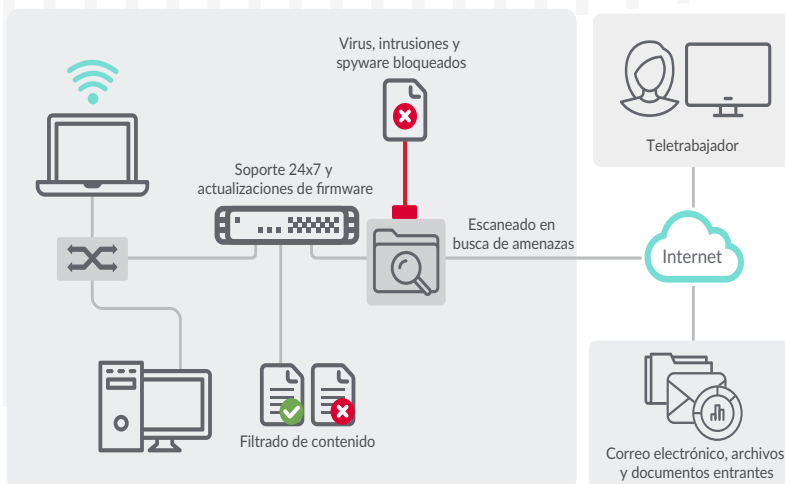 Virus, intrusiones y
spyware bloqueados
Teletrabajador
Soporte 24x7 y
actualizaciones de firmware
Escaneado en
busca de amenazas
Internet
Filtrado de contenido
Correo electrónico, archivos
y documentos entrantes